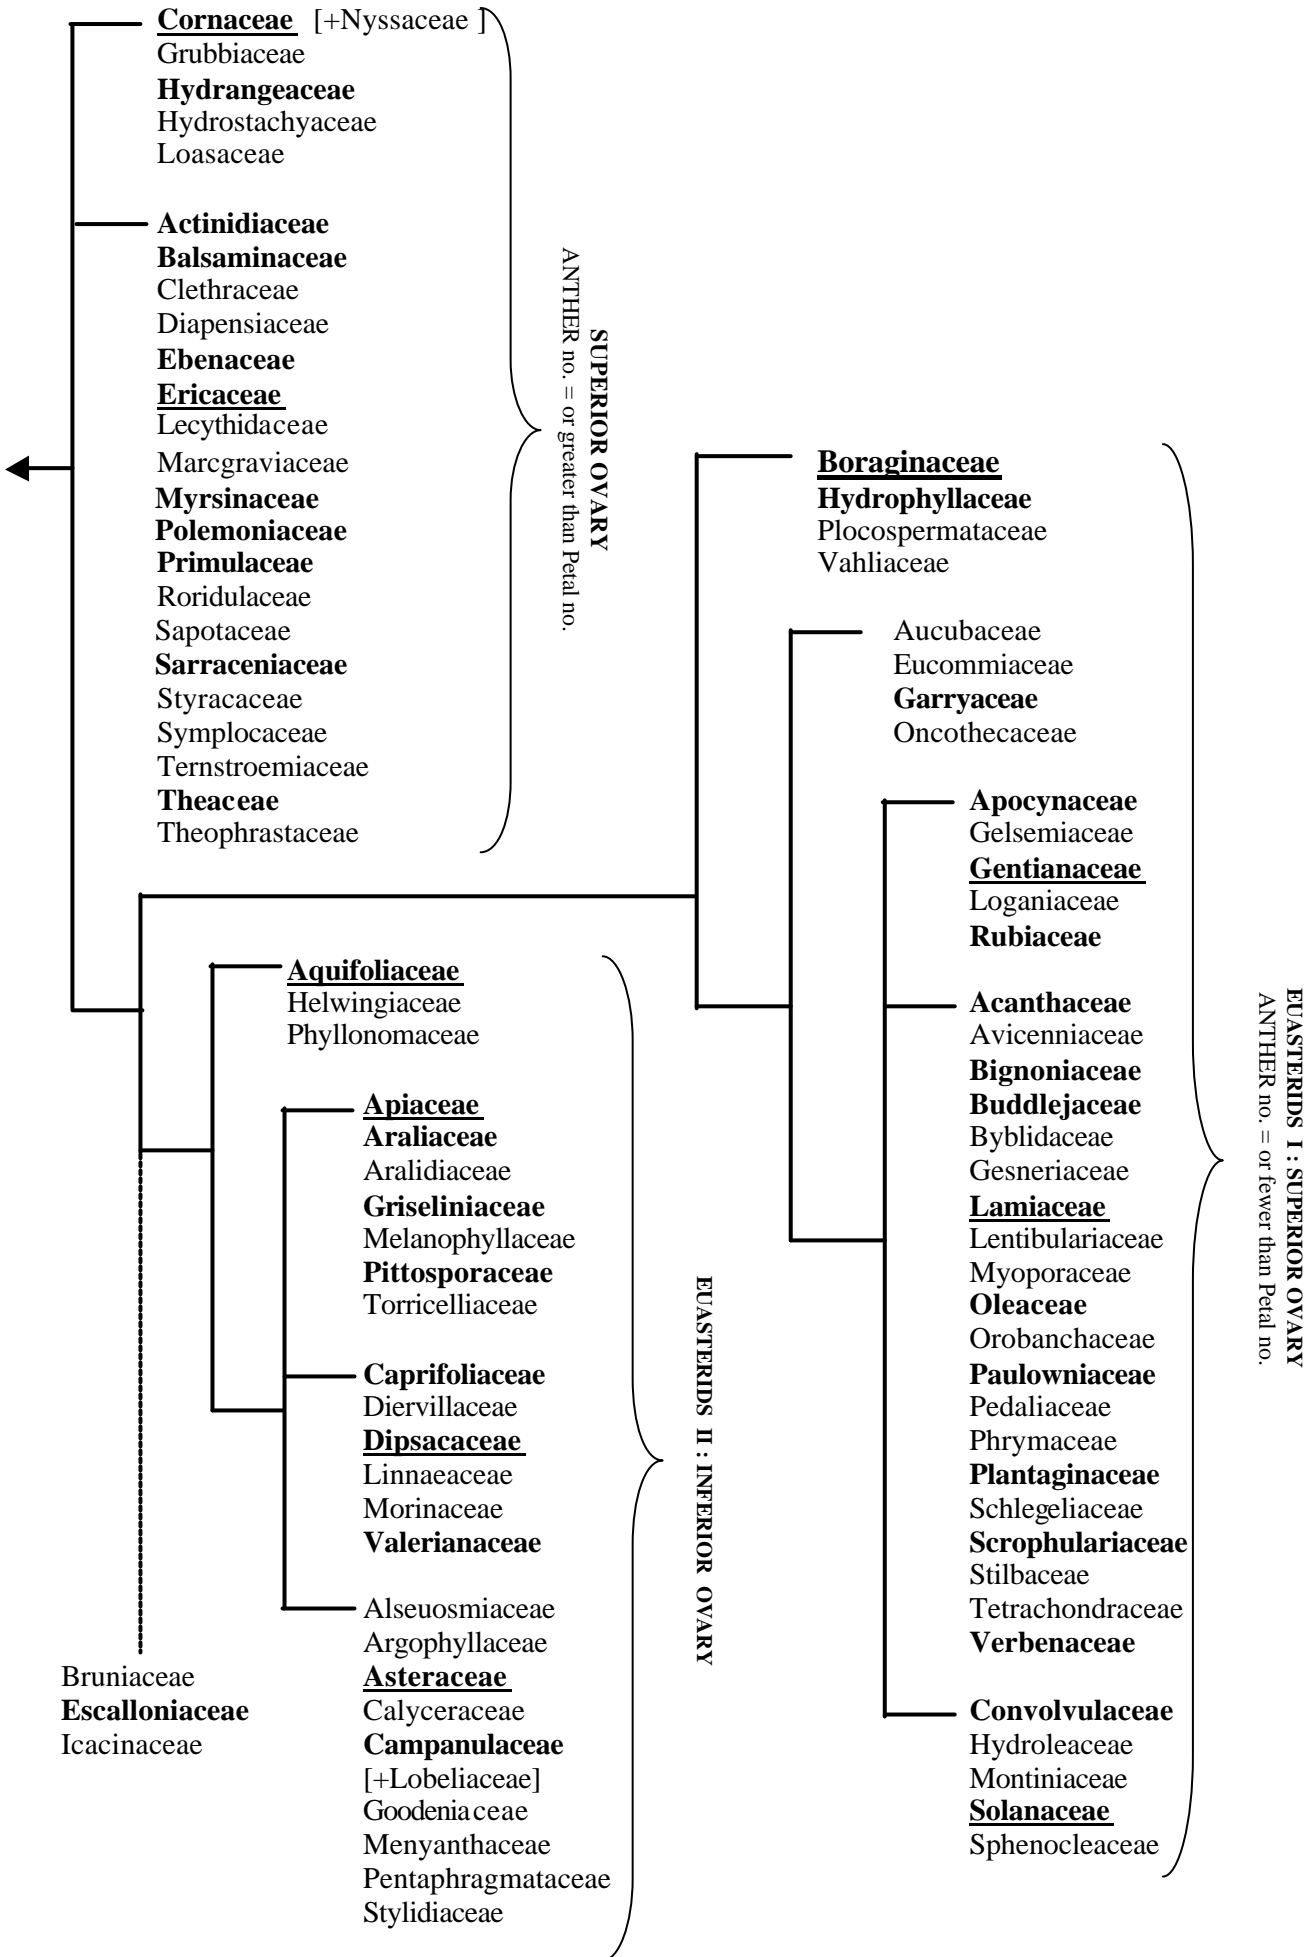 Cornaceae [+Nyssaceae ]
Grubbiaceae
Hydrangeaceae
Hydrostachyaceae
Loasaceae
Actinidiaceae
Balsaminaceae
Clethraceae
Diapensiaceae
Ebenaceae
Ericaceae
Lecythidaceae
Marcgraviaceae
Myrsinaceae
Polemoniaceae
Primulaceae
Roridulaceae
Sapotaceae
Sarraceniaceae
Styracaceae
Symplocaceae
Ternstroemiaceae
Theaceae
Theophrastaceae
SUPERIOR OVARY
ANTHER no. = or greater than Petal no.
Aquifoliaceae
Helwingiaceae
Phyllonomaceae
Apiaceae
Araliaceae
Aralidiaceae
Griseliniaceae
Melanophyllaceae
Pittosporaceae
Torricelliaceae
Caprifoliaceae
Diervillaceae
Dipsacaceae
Linnaeaceae
Morinaceae
Valerianaceae
Alseuosmiaceae
Argophyllaceae
Asteraceae
Calyceraceae
Campanulaceae
[+Lobeliaceae]
Goodeniaceae
Menyanthaceae
Pentaphragmataceae
Stylidiaceae
EUASTERIDS II : INFERIOR OVARY
Bruniaceae
Escalloniaceae
Icacinaceae
Boraginaceae
Hydrophyllaceae
Plocospermataceae
Vahliaceae
Aucubaceae
Eucommiaceae
Garryaceae
Oncothecaceae
Apocynaceae
Gelsemiaceae
Gentianaceae
Loganiaceae
Rubiaceae
Acanthaceae
Avicenniaceae
Bignoniaceae
Buddlejaceae
Byblidaceae
Gesneriaceae
Lamiaceae
Lentibulariaceae
Myoporaceae
Oleaceae
Orobanchaceae
Paulowniaceae
Pedaliaceae
Phrymaceae
Plantaginaceae
Schlegeliaceae
Scrophulariaceae
Stilbaceae
Tetrachondraceae
Verbenaceae
Convolvulaceae
Hydroleaceae
Montiniaceae
Solanaceae
Sphenocleaceae
EUASTERIDS I : SUPERIOR OVARY
ANTHER no. = or fewer than Petal no.